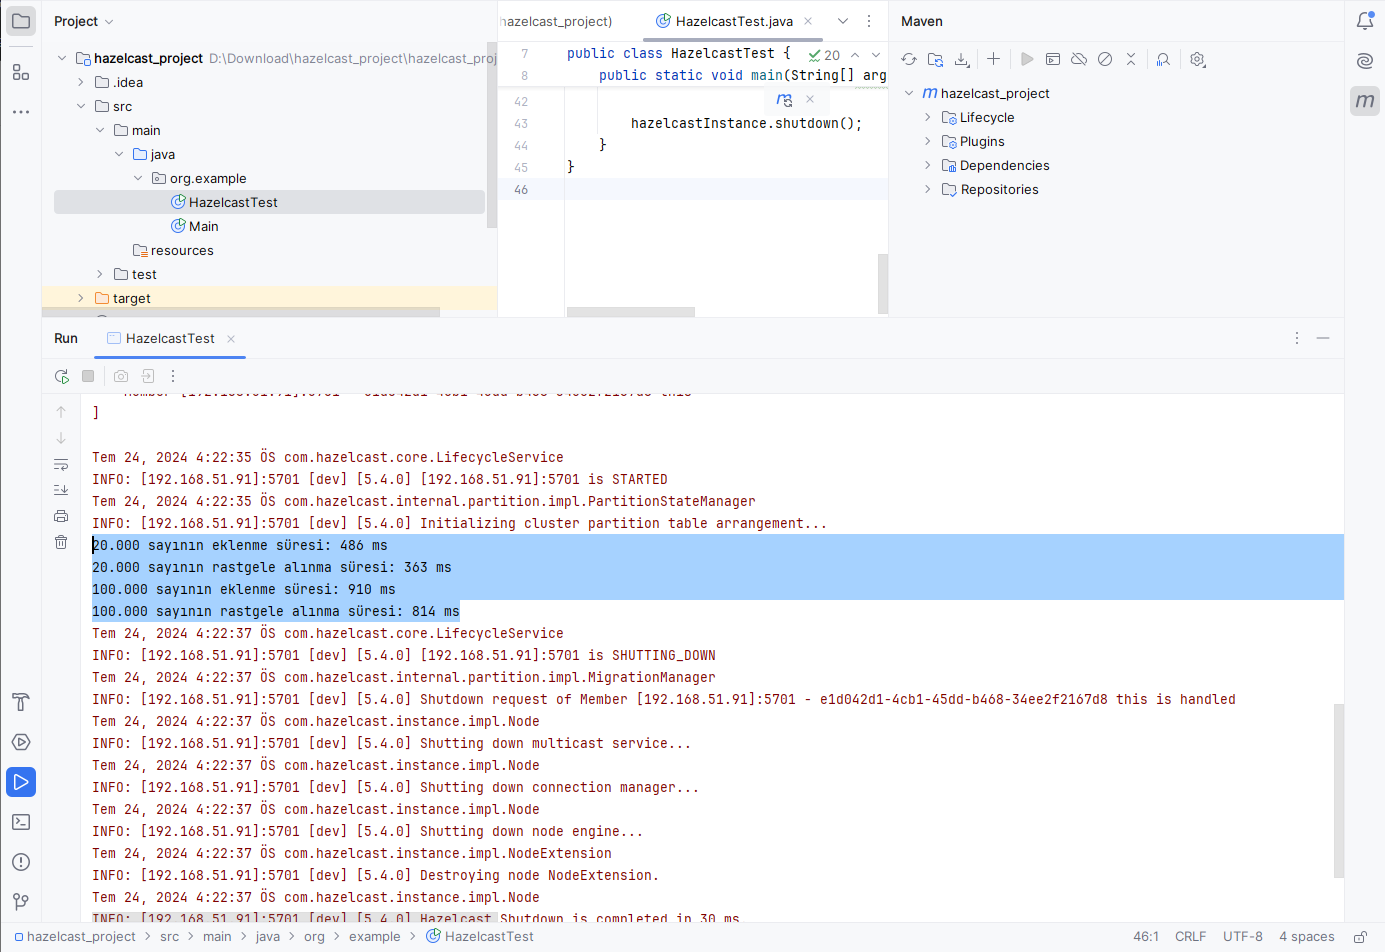 Project
hazelcast_project D:\Download\hazelcast_project\hazelcast_proj
.idea
src
main
java
org.example
HazelcastTest
Main
resources
test
target
hazelcast_project)
HazelcastTest.java
7 public class HazelcastTest {
20
8 public static void main(String[] arg
42
43 hazelcastInstance.shutdown();
44 }
45 }
46
Maven
hazelcast_project
Lifecycle
Plugins
Dependencies
Repositories
Run HazelcastTest
]
Tem 24, 2024 4:22:35 ÖS com.hazelcast.core.LifecycleService
INFO: [192.168.51.91]:5701 [dev] [5.4.0] [192.168.51.91]:5701 is STARTED
Tem 24, 2024 4:22:35 ÖS com.hazelcast.internal.partition.impl.PartitionStateManager
INFO: [192.168.51.91]:5701 [dev] [5.4.0] Initializing cluster partition table arrangement...
20.000 sayının eklenme süresi: 486 ms
20.000 sayının rastgele alınma süresi: 363 ms
100.000 sayının eklenme süresi: 910 ms
100.000 sayının rastgele alınma süresi: 814 ms
Tem 24, 2024 4:22:37 ÖS com.hazelcast.core.LifecycleService
INFO: [192.168.51.91]:5701 [dev] [5.4.0] [192.168.51.91]:5701 is SHUTTING_DOWN
Tem 24, 2024 4:22:37 ÖS com.hazelcast.internal.partition.impl.MigrationManager
INFO: [192.168.51.91]:5701 [dev] [5.4.0] Shutdown request of Member [192.168.51.91]:5701 - e1d042d1-4cb1-45dd-b468-34ee2f2167d8 this is handled
Tem 24, 2024 4:22:37 ÖS com.hazelcast.instance.impl.Node
INFO: [192.168.51.91]:5701 [dev] [5.4.0] Shutting down multicast service...
Tem 24, 2024 4:22:37 ÖS com.hazelcast.instance.impl.Node
INFO: [192.168.51.91]:5701 [dev] [5.4.0] Shutting down connection manager...
Tem 24, 2024 4:22:37 ÖS com.hazelcast.instance.impl.Node
INFO: [192.168.51.91]:5701 [dev] [5.4.0] Shutting down node engine...
Tem 24, 2024 4:22:37 ÖS com.hazelcast.instance.impl.NodeExtension
INFO: [192.168.51.91]:5701 [dev] [5.4.0] Destroying node NodeExtension.
Tem 24, 2024 4:22:37 ÖS com.hazelcast.instance.impl.Node
INFO: [192.168.51.91]:5701 [dev] [5.4.0] Hazelcast Shutdown is completed in 30 ms.
hazelcast_project > src > main > java > org > example > HazelcastTest
46:1 CRLF UTF-8 4 spaces